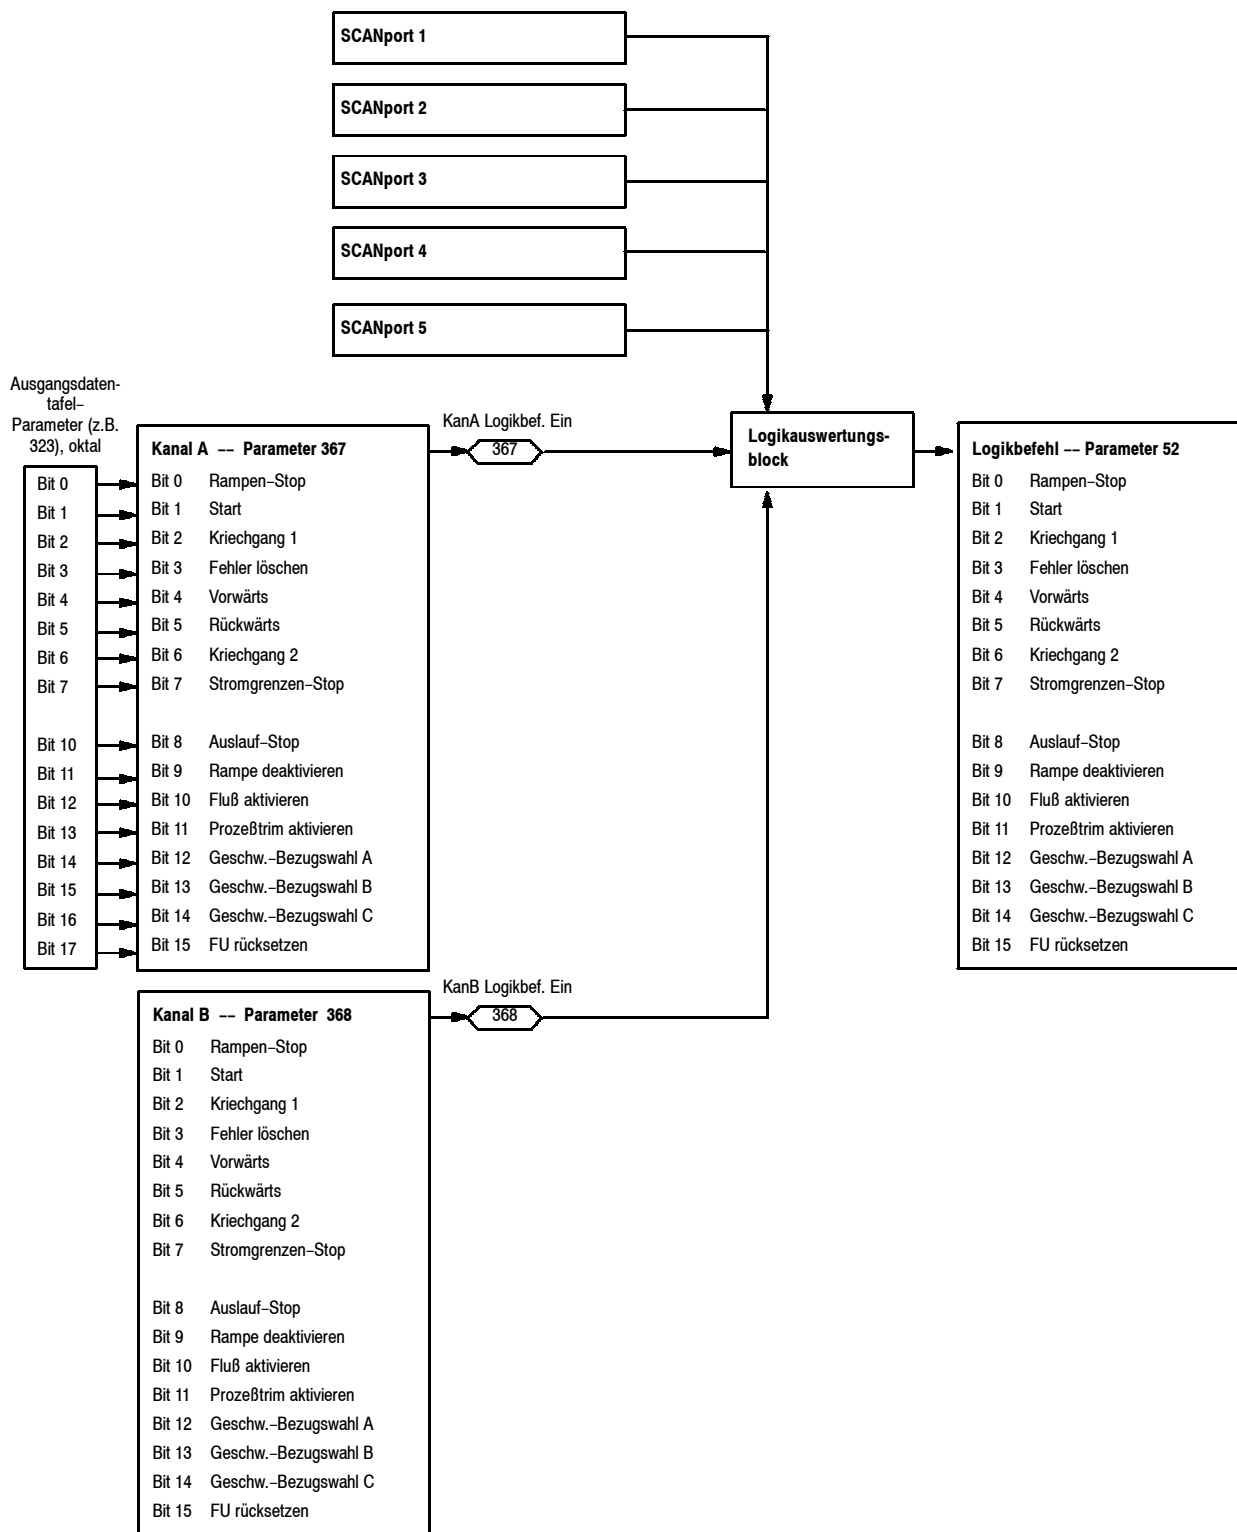 SCANport 1
SCANport 2
SCANport 3
SCANport 4
SCANport 5
Ausgangsdaten-
tafel–
Parameter (z.B.
323), oktal
Bit 0
Bit 1
Bit 2
Bit 3
Bit 4
Bit 5
Bit 6
Bit 7
Bit 10
Bit 11
Bit 12
Bit 13
Bit 14
Bit 15
Bit 16
Bit 17
Kanal A –– Parameter 367
Bit 0 Rampen–Stop
Bit 1 Start
Bit 2 Kriechgang 1
Bit 3 Fehler löschen
Bit 4 Vorwärts
Bit 5 Rückwärts
Bit 6 Kriechgang 2
Bit 7 Stromgrenzen–Stop
Bit 8 Auslauf–Stop
Bit 9 Rampe deaktivieren
Bit 10 Fluß aktivieren
Bit 11 Prozeßtrim aktivieren
Bit 12 Geschw.–Bezugswahl A
Bit 13 Geschw.–Bezugswahl B
Bit 14 Geschw.–Bezugswahl C
Bit 15 FU rücksetzen
KanA Logikbef. Ein
367
Logikauswertungs-
block
Logikbefehl –– Parameter 52
Bit 0 Rampen–Stop
Bit 1 Start
Bit 2 Kriechgang 1
Bit 3 Fehler löschen
Bit 4 Vorwärts
Bit 5 Rückwärts
Bit 6 Kriechgang 2
Bit 7 Stromgrenzen–Stop
Bit 8 Auslauf–Stop
Bit 9 Rampe deaktivieren
Bit 10 Fluß aktivieren
Bit 11 Prozeßtrim aktivieren
Bit 12 Geschw.–Bezugswahl A
Bit 13 Geschw.–Bezugswahl B
Bit 14 Geschw.–Bezugswahl C
Bit 15 FU rücksetzen
KanB Logikbef. Ein
368
Kanal B –– Parameter 368
Bit 0 Rampen–Stop
Bit 1 Start
Bit 2 Kriechgang 1
Bit 3 Fehler löschen
Bit 4 Vorwärts
Bit 5 Rückwärts
Bit 6 Kriechgang 2
Bit 7 Stromgrenzen–Stop
Bit 8 Auslauf–Stop
Bit 9 Rampe deaktivieren
Bit 10 Fluß aktivieren
Bit 11 Prozeßtrim aktivieren
Bit 12 Geschw.–Bezugswahl A
Bit 13 Geschw.–Bezugswahl B
Bit 14 Geschw.–Bezugswahl C
Bit 15 FU rücksetzen